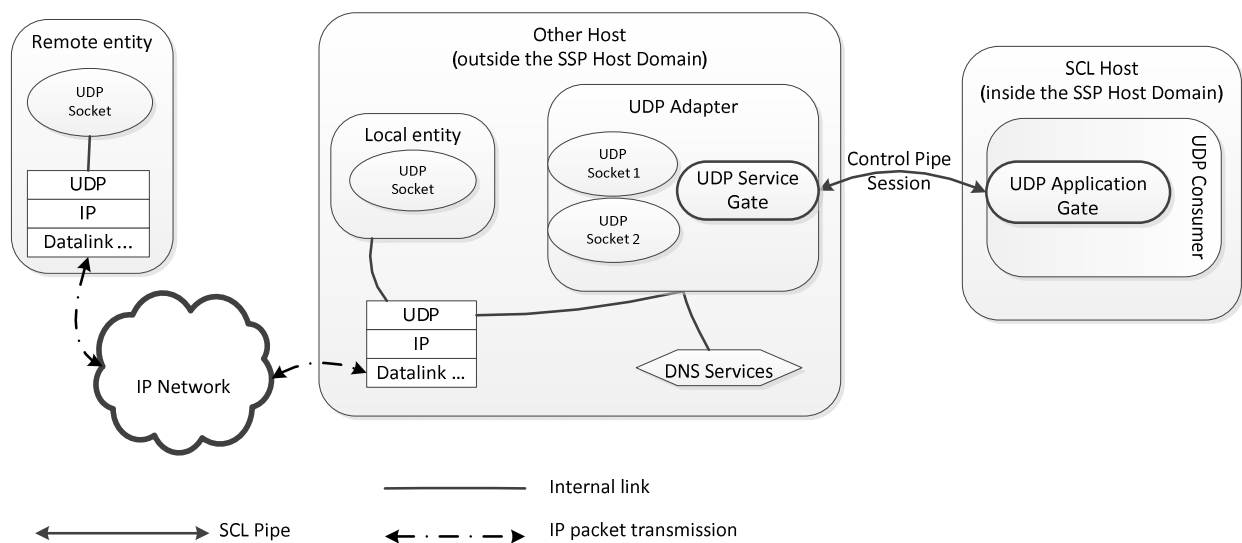 Remote entity
UDP
Socket
UDP
IP
Datalink ...
IP Network
Other Host
(outside the SSP Host Domain)
Local entity
UDP
Socket
UDP
IP
Datalink ...
UDP Adapter
UDP
Socket 1
UDP
Socket 2
UDP Service
Gate
DNS Services
Control Pipe
Session
SCL Host
(inside the SSP Host Domain)
UDP Application
Gate
UDP Consumer
Internal link
SCL Pipe
IP packet transmission